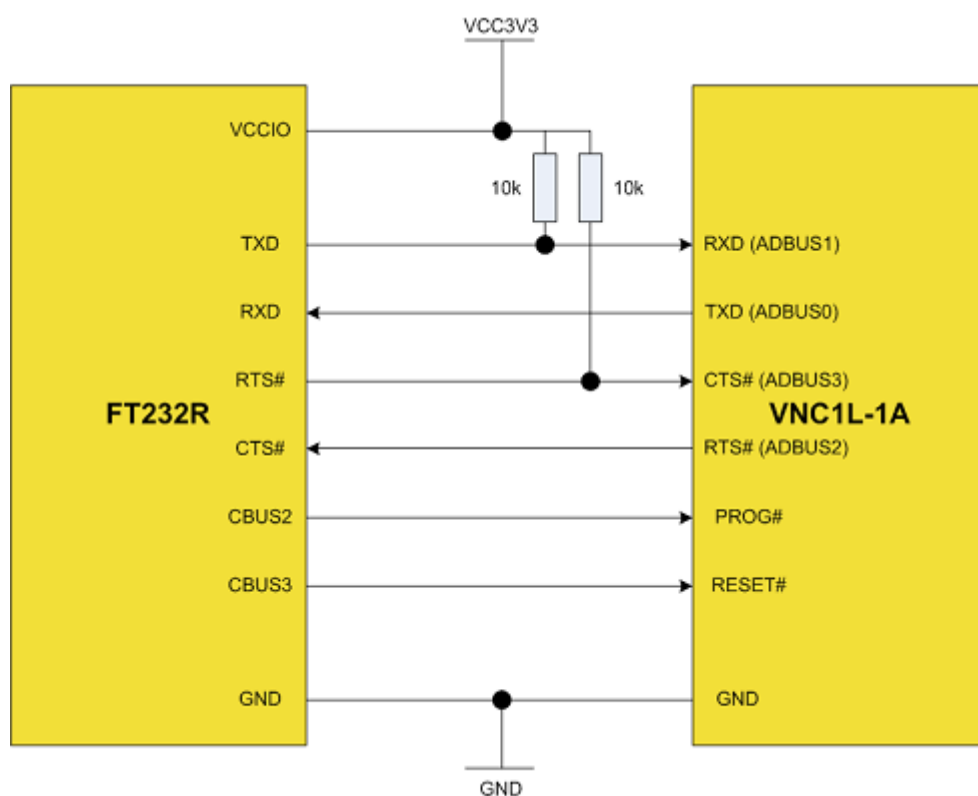 VCC3V3
VCCIO
10k 10k
TXD RXD (ADBUS1)
RXD TXD (ADBUS0)
RTS# CTS# (ADBUS3)
FT232R VNC1L-1A
CTS# RTS# (ADBUS2)
CBUS2 PROG#
CBUS3 RESET#
GND GND
GND